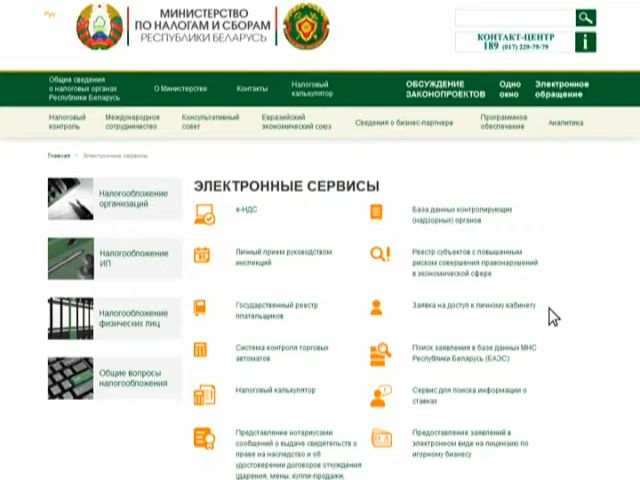 Рус
МИНИСТЕРСТВО
ПО НАЛОГАМ И СБОРАМ
РЕСПУБЛИКИ БЕЛАРУСЬ
КОНТАКТ-ЦЕНТР
189 (017) 229-79-79
Общие сведения
о налоговых органах
Республики Беларусь
О Министерстве
Контакты
Налоговый
калькулятор
ОБСУЖДЕНИЕ
ЗАКОНОПРОЕКТОВ
Одно
окно
Электронное
обращение
Налоговый
контроль
Международное
сотрудничество
Консультативный
совет
Евразийский
экономический союз
Сведения о бизнес-партнере
Программное
обеспечение
Аналитика
Главная • Электронные сервисы
Налогообложение
организаций
Налогообложение
ИП
Налогообложение
физических лиц
Общие вопросы
налогообложения
ЭЛЕКТРОННЫЕ СЕРВИСЫ
е-НДС
База данных контролирующих
(надзорных) органов
Личный прием руководством
инспекций
Реестр субъектов с повышенным
риском совершения правонарушений
в экономической сфере
Государственный реестр
плательщиков
Заявка на доступ к личному кабинету
Система контроля торговых
автоматов
Поиск заявления в базе данных МНС
Республики Беларусь (ЕАЭС)
Налоговый калькулятор
Сервис для поиска информации о
ставках
Представление нотариусами
сообщений о выдаче свидетельств о
праве на наследство и об
удостоверении договоров отчуждения
(дарения, мены, купли-продажи,
Предоставление заявлений в
электронном виде на лицензию по
игорному бизнесу